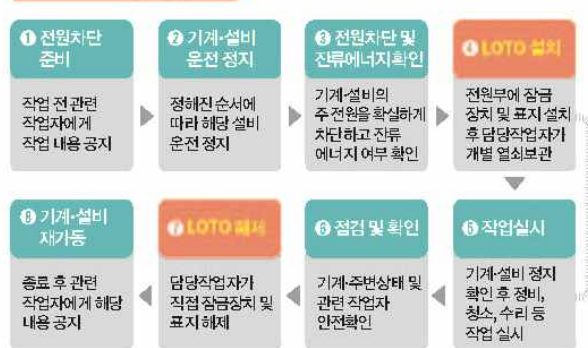 ❶ 전원차단
준비
작업 전 관련
작업자에게
작업 내용 공지
❷ 기계·설비
운전 정지
정해진 순서에
따라 해당 설비
운전 정지
❸ 전원차단 및
잔류에너지 확인
기계·설비의
주 전원을 확실하게
차단하고 잔류
에너지 여부 확인
❹ LOTO 설치
전원부에 잠금
장치 및 표지 설치
후 담당작업자가
개별 열쇠보관
❺ 작업실시
기계·설비 정지
확인 후 정비,
청소, 수리 등
작업 실시
❻ 점검 및 확인
기계·주변상태 및
관련 작업자
안전확인
❼ LOTO 해제
담당작업자가
직접 잠금장치 및
표지 해제
❽ 기계·설비
재가동
종료 후 관련
작업자에게 해당
내용 공지